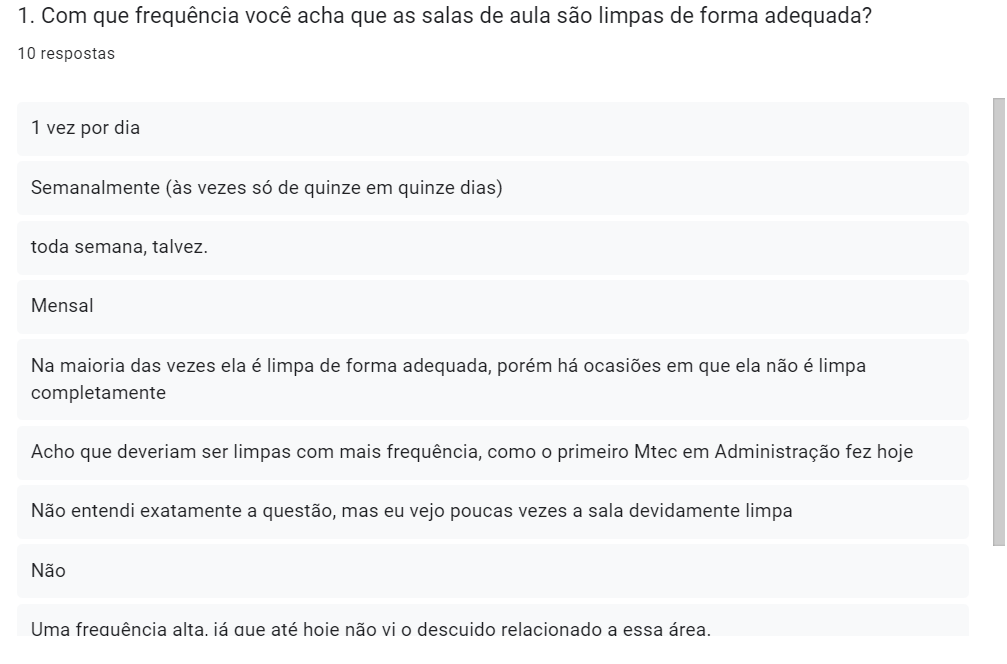 1. Com que frequência você acha que as salas de aula são limpas de forma adequada?
10 respostas
1 vez por dia
Semanalmente (às vezes só de quinze em quinze dias)
toda semana, talvez.
Mensal
Na maioria das vezes ela é limpa de forma adequada, porém há ocasiões em que ela não é limpa
completamente
Acho que deveriam ser limpas com mais frequência, como o primeiro Mtec em Administração fez hoje
Não entendi exatamente a questão, mas eu vejo poucas vezes a sala devidamente limpa
Não
Uma frequência alta, já que até hoje não vi o descuido relacionado a essa área.